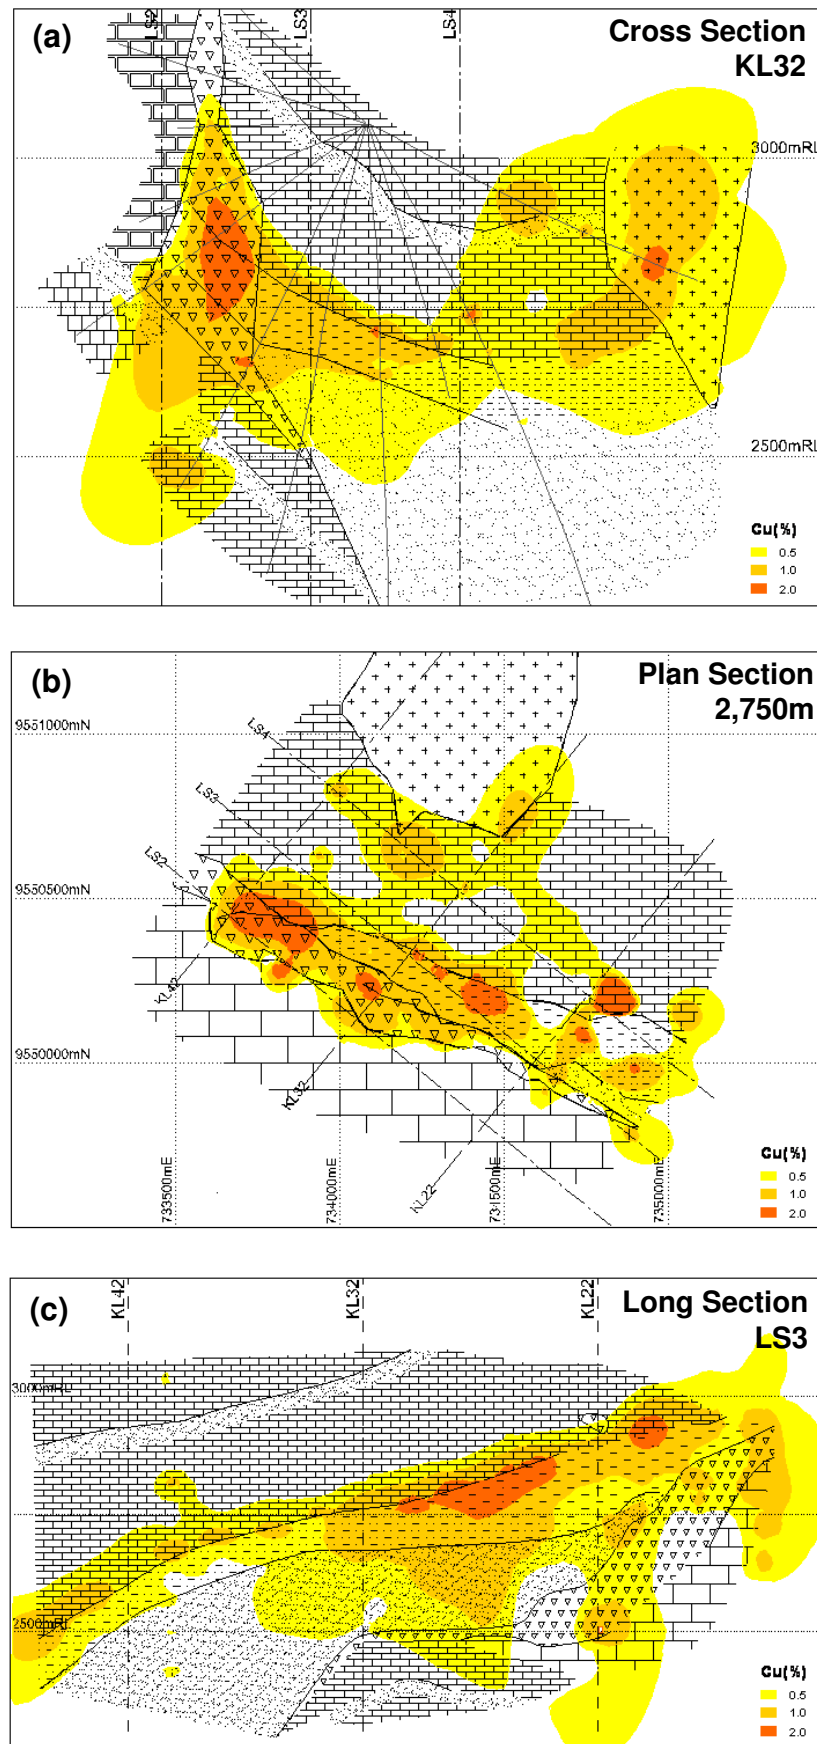 (a)
LS2
LS3
LS4
Cross Section
KL32
3000mRL
2500mRL
Cu(%)
0.5
1.0
2.0
(b)
Plan Section
2,750m
9551000mN
LS4
LS3
LS2
9550500mN
KL42
9550000mN
KL32
KL22
733500mE
734000mE
734500mE
735000mE
Cu(%)
0.5
1.0
2.0
(c)
KL42
KL32
KL22
Long Section
LS3
3000mRL
2500mRL
Cu(%)
0.5
1.0
2.0